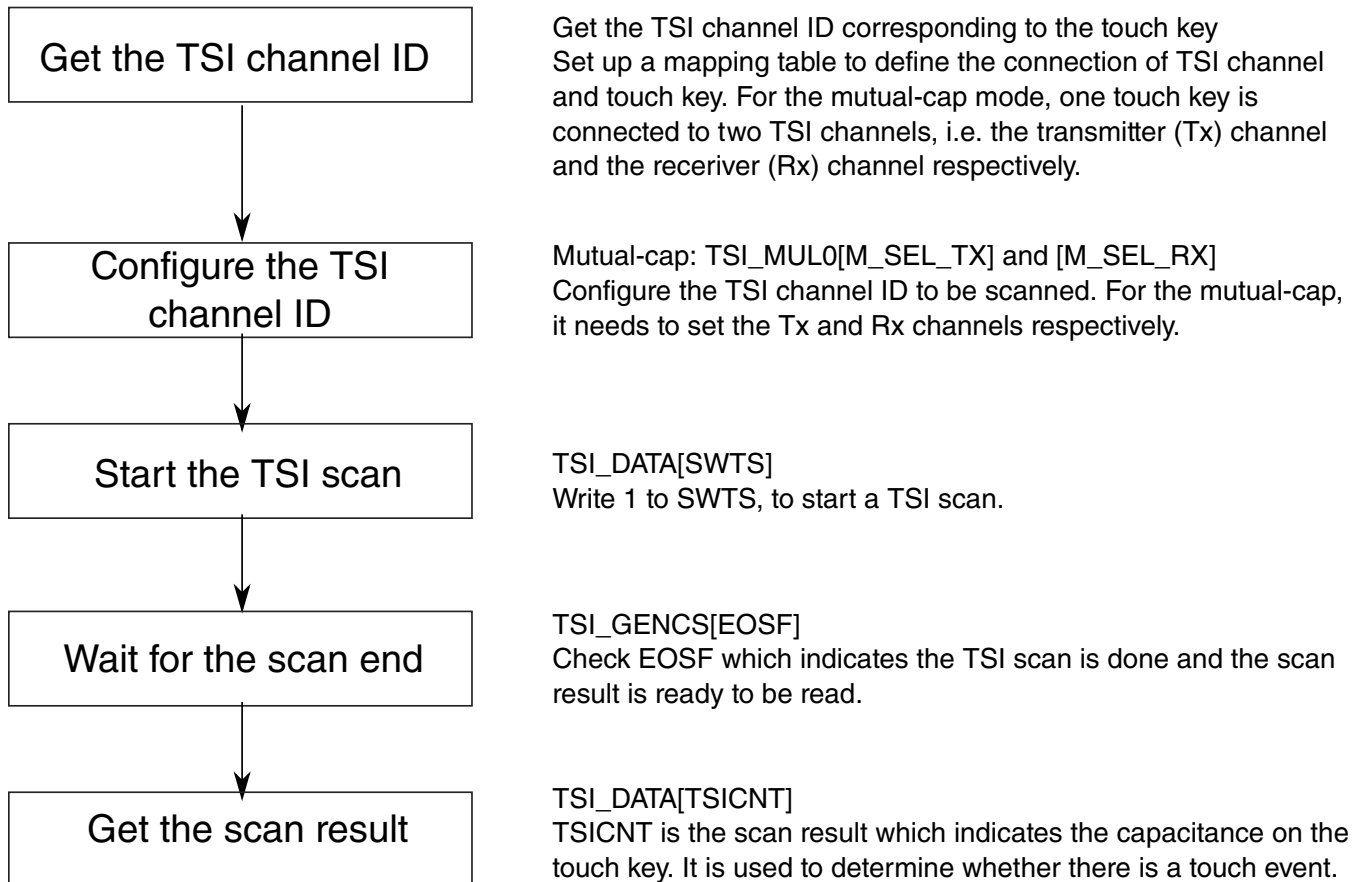 Get the TSI channel ID
Get the TSI channel ID corresponding to the touch key
Set up a mapping table to define the connection of TSI channel
and touch key. For the mutual-cap mode, one touch key is
connected to two TSI channels, i.e. the transmitter (Tx) channel
and the receriver (Rx) channel respectively.
Configure the TSI
channel ID
Mutual-cap: TSI_MUL0[M_SEL_TX] and [M_SEL_RX]
Configure the TSI channel ID to be scanned. For the mutual-cap,
it needs to set the Tx and Rx channels respectively.
Start the TSI scan
TSI_DATA[SWTS]
Write 1 to SWTS, to start a TSI scan.
Wait for the scan end
TSI_GENCS[EOSF]
Check EOSF which indicates the TSI scan is done and the scan
result is ready to be read.
Get the scan result
TSI_DATA[TSICNT]
TSICNT is the scan result which indicates the capacitance on the
touch key. It is used to determine whether there is a touch event.